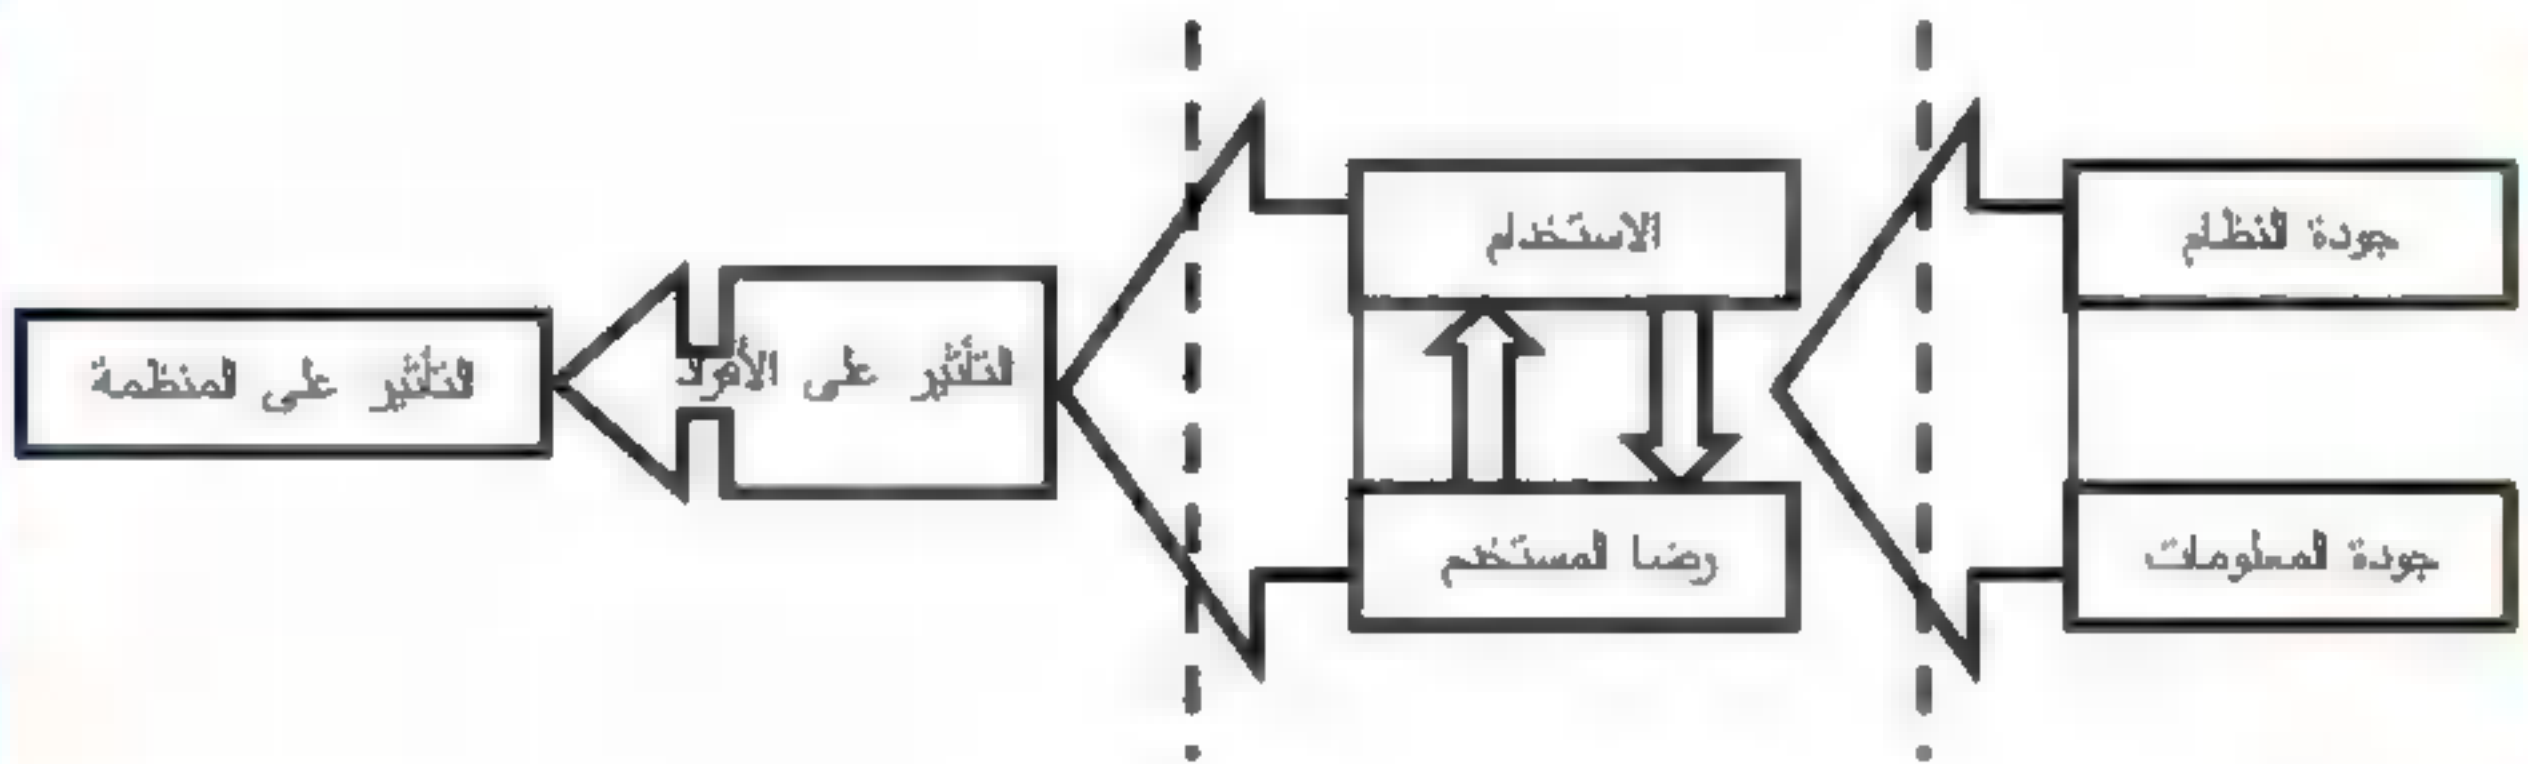 جودة النظام
الاستخدام
التأثير على الأفراد
التأثير على المنظمة
جودة المعلومات
رضا المستخدم